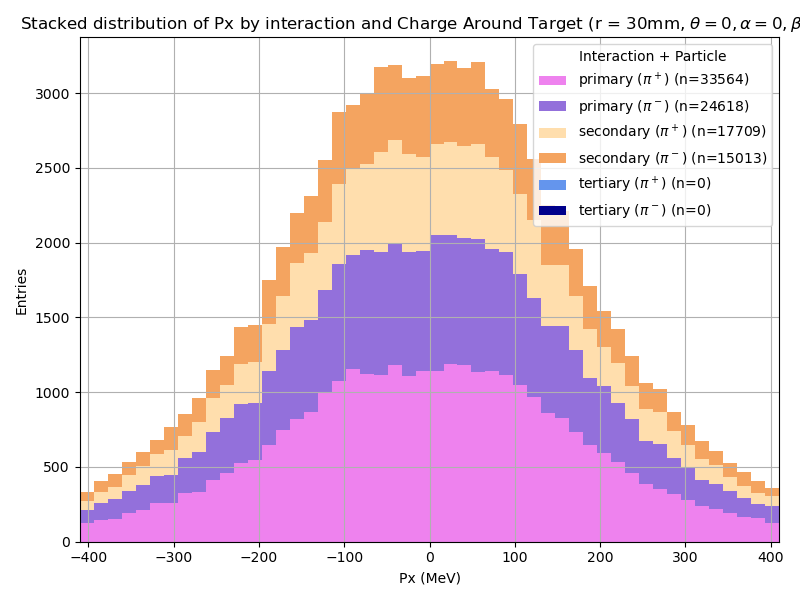 Stacked distribution of Px by interaction and Charge Around Target (r = 30mm, θ = 0, α = 0, β
Interaction + Particle
primary (π⁺) (n=33564)
primary (π⁻) (n=24618)
secondary (π⁺) (n=17709)
secondary (π⁻) (n=15013)
tertiary (π⁺) (n=0)
tertiary (π⁻) (n=0)
Entries
3000
2500
2000
1500
1000
500
0
−400 −300 −200 −100 0 100 200 300 400
Px (MeV)